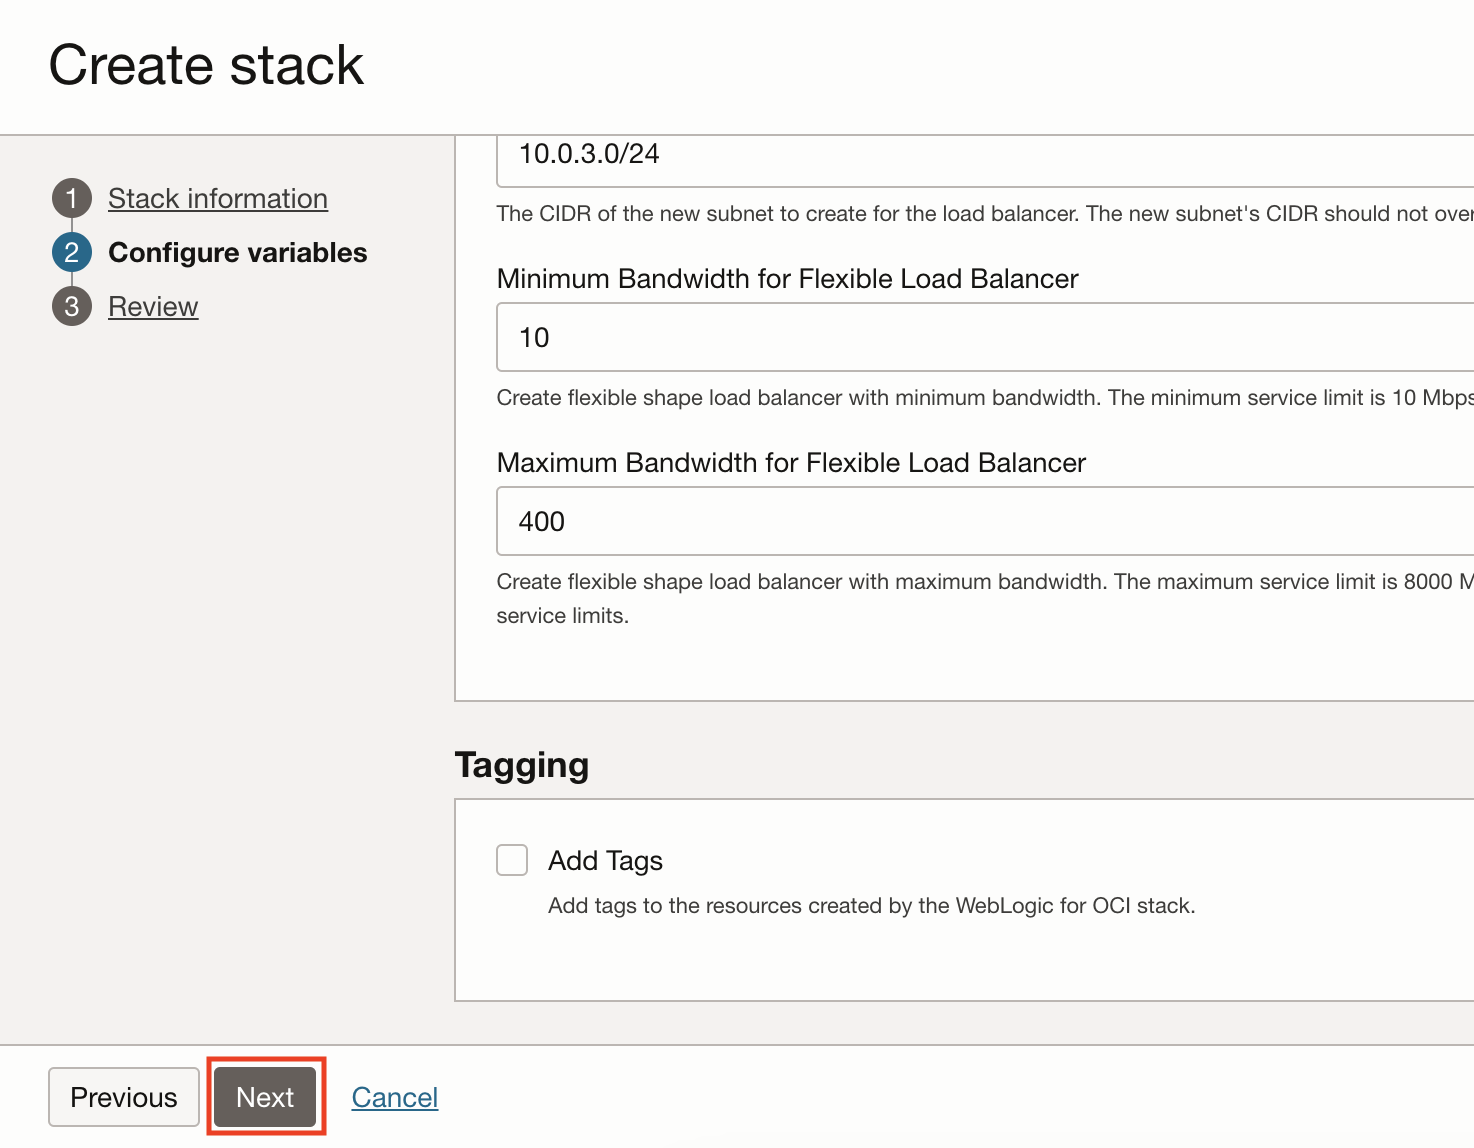 Create stack
1 Stack information
2 Configure variables
3 Review
10.0.3.0/24
The CIDR of the new subnet to create for the load balancer. The new subnet's CIDR should not over
Minimum Bandwidth for Flexible Load Balancer
10
Create flexible shape load balancer with minimum bandwidth. The minimum service limit is 10 Mbps
Maximum Bandwidth for Flexible Load Balancer
400
Create flexible shape load balancer with maximum bandwidth. The maximum service limit is 8000 M
service limits.
Tagging
Add Tags
Add tags to the resources created by the WebLogic for OCI stack.
Previous Next Cancel